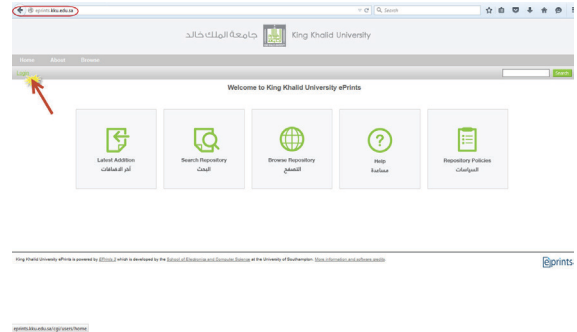 eprints.kku.edu.sa
Search
جامعة الملك خالد
King Khalid University
Home About Browse
Login
Search
Welcome to King Khalid University ePrints
Latest Addition
أخر الاضافات
Search Repository
البحث
Browse Repository
التصفح
Help
مساعدة
Repository Policies
السياسات
King Khalid University ePrints is powered by EPrints 3 which is developed by the School of Electronics and Computer Science at the University of Southampton. More information and software credits.
eprints
eprints.kku.edu.sa/cgi/users/home